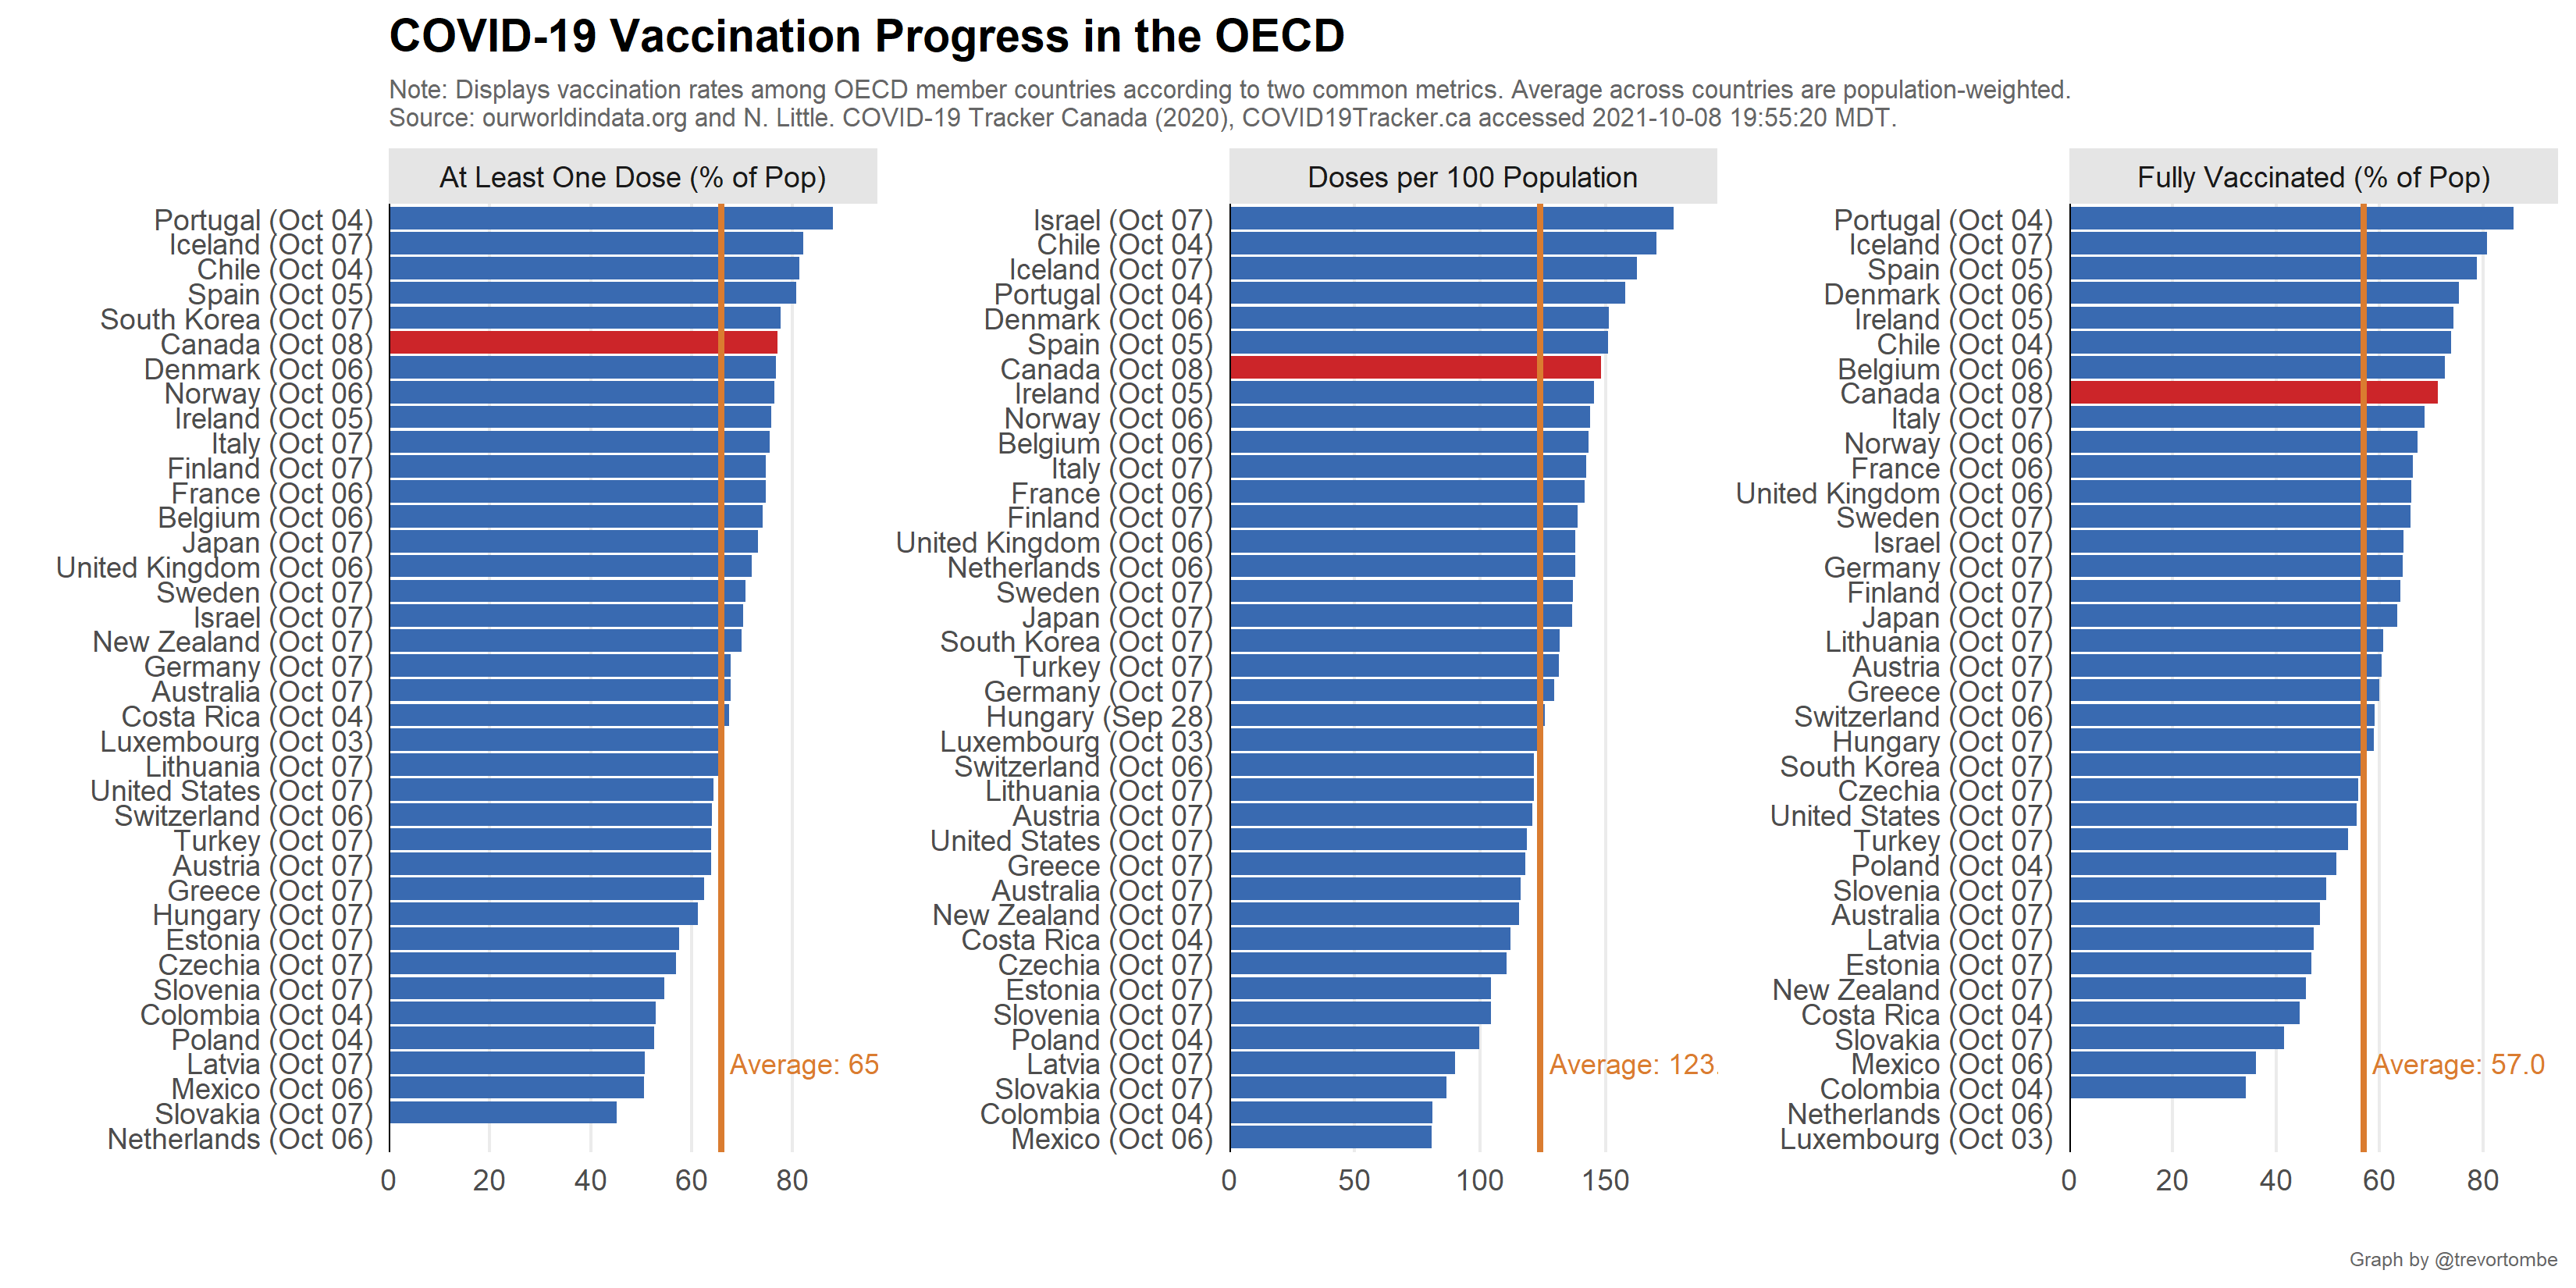 COVID-19 Vaccination Progress in the OECD
Note: Displays vaccination rates among OECD member countries according to two common metrics. Average across countries are population-weighted.
Source: ourworldindata.org and N. Little. COVID-19 Tracker Canada (2020), COVID19Tracker.ca accessed 2021-10-08 19:55:20 MDT.
At Least One Dose (% of Pop)
Portugal (Oct 04)
Iceland (Oct 07)
Chile (Oct 04)
Spain (Oct 05)
South Korea (Oct 07)
Canada (Oct 08)
Denmark (Oct 06)
Norway (Oct 06)
Ireland (Oct 05)
Italy (Oct 07)
Finland (Oct 07)
France (Oct 06)
Belgium (Oct 06)
Japan (Oct 07)
United Kingdom (Oct 06)
Sweden (Oct 07)
Israel (Oct 07)
New Zealand (Oct 07)
Germany (Oct 07)
Australia (Oct 07)
Costa Rica (Oct 04)
Luxembourg (Oct 03)
Lithuania (Oct 07)
United States (Oct 07)
Switzerland (Oct 06)
Turkey (Oct 07)
Austria (Oct 07)
Greece (Oct 07)
Hungary (Oct 07)
Estonia (Oct 07)
Czechia (Oct 07)
Slovenia (Oct 07)
Colombia (Oct 04)
Poland (Oct 04)
Latvia (Oct 07)
Mexico (Oct 06)
Slovakia (Oct 07)
Netherlands (Oct 06)
Average: 65
0 20 40 60 80
Doses per 100 Population
Israel (Oct 07)
Chile (Oct 04)
Iceland (Oct 07)
Portugal (Oct 04)
Denmark (Oct 06)
Spain (Oct 05)
Canada (Oct 08)
Ireland (Oct 05)
Norway (Oct 06)
Belgium (Oct 06)
Italy (Oct 07)
France (Oct 06)
Finland (Oct 07)
United Kingdom (Oct 06)
Netherlands (Oct 06)
Sweden (Oct 07)
Japan (Oct 07)
South Korea (Oct 07)
Turkey (Oct 07)
Germany (Oct 07)
Hungary (Sep 28)
Luxembourg (Oct 03)
Switzerland (Oct 06)
Lithuania (Oct 07)
Austria (Oct 07)
United States (Oct 07)
Greece (Oct 07)
Australia (Oct 07)
New Zealand (Oct 07)
Costa Rica (Oct 04)
Czechia (Oct 07)
Estonia (Oct 07)
Slovenia (Oct 07)
Poland (Oct 04)
Latvia (Oct 07)
Slovakia (Oct 07)
Colombia (Oct 04)
Mexico (Oct 06)
Average: 123.
0 50 100 150
Fully Vaccinated (% of Pop)
Portugal (Oct 04)
Iceland (Oct 07)
Spain (Oct 05)
Denmark (Oct 06)
Ireland (Oct 05)
Chile (Oct 04)
Belgium (Oct 06)
Canada (Oct 08)
Italy (Oct 07)
Norway (Oct 06)
France (Oct 06)
United Kingdom (Oct 06)
Sweden (Oct 07)
Israel (Oct 07)
Germany (Oct 07)
Finland (Oct 07)
Japan (Oct 07)
Lithuania (Oct 07)
Austria (Oct 07)
Greece (Oct 07)
Switzerland (Oct 06)
Hungary (Oct 07)
South Korea (Oct 07)
Czechia (Oct 07)
United States (Oct 07)
Turkey (Oct 07)
Poland (Oct 04)
Slovenia (Oct 07)
Australia (Oct 07)
Latvia (Oct 07)
Estonia (Oct 07)
New Zealand (Oct 07)
Costa Rica (Oct 04)
Slovakia (Oct 07)
Mexico (Oct 06)
Colombia (Oct 04)
Netherlands (Oct 06)
Luxembourg (Oct 03)
Average: 57.0
0 20 40 60 80
Graph by @trevortombe